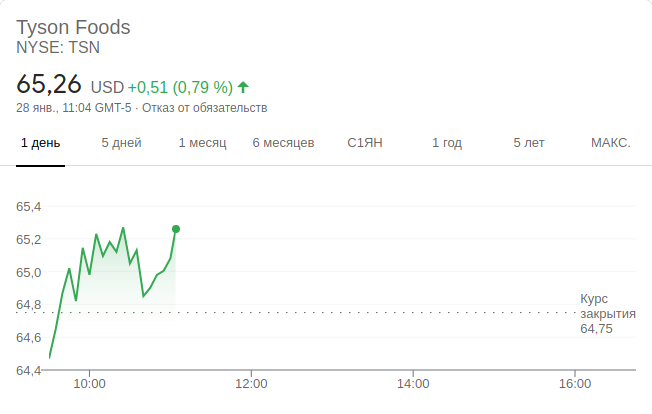 Tyson Foods
NYSE: TSN
65,26 USD +0,51 (0,79 %)
28 янв., 11:04 GMT-5 · Отказ от обязательств
1 день 5 дней 1 месяц 6 месяцев С1ЯН 1 год 5 лет МАКС.
65,4
65,2
65,0
64,8
64,6
64,4
Курс
закрытия
64,75
10:00 12:00 14:00 16:00